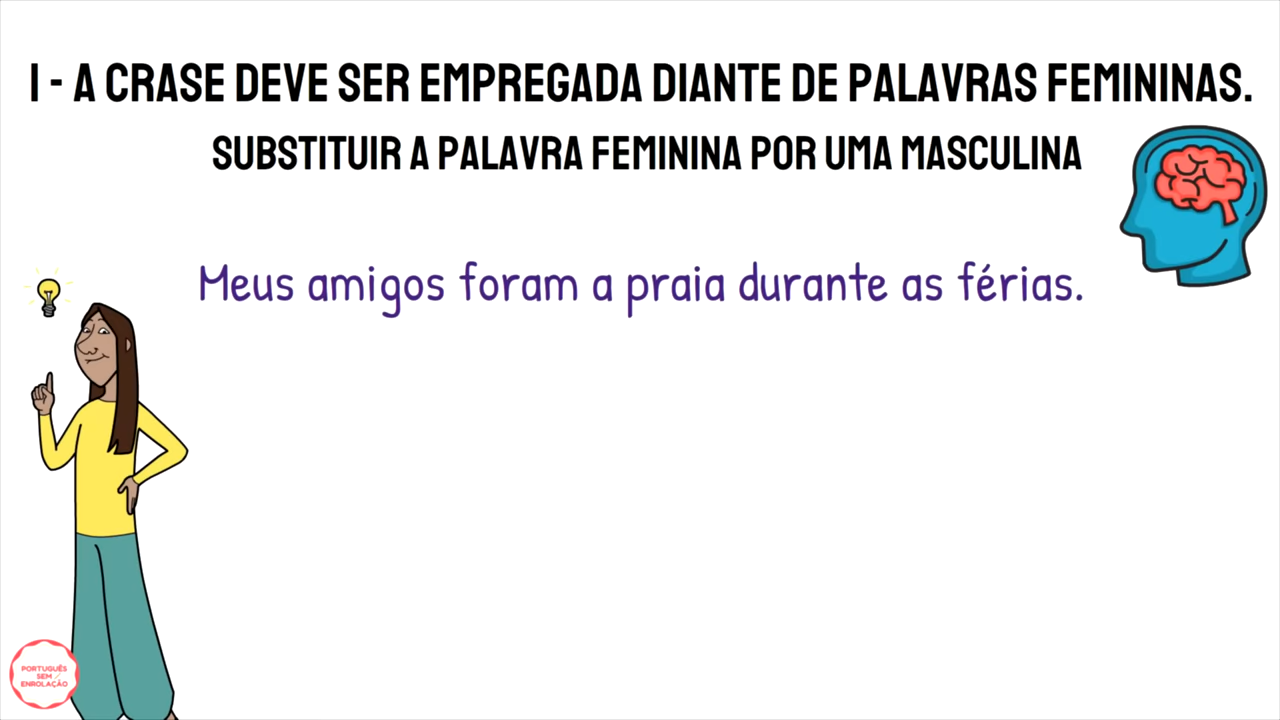 I - A CRASE DEVE SER EMPREGADA DIANTE DE PALAVRAS FEMININAS.
SUBSTITUIR A PALAVRA FEMININA POR UMA MASCULINA
Meus amigos foram a praia durante as férias.
PORTUGUÊS
SEM
ENROLAÇÃO